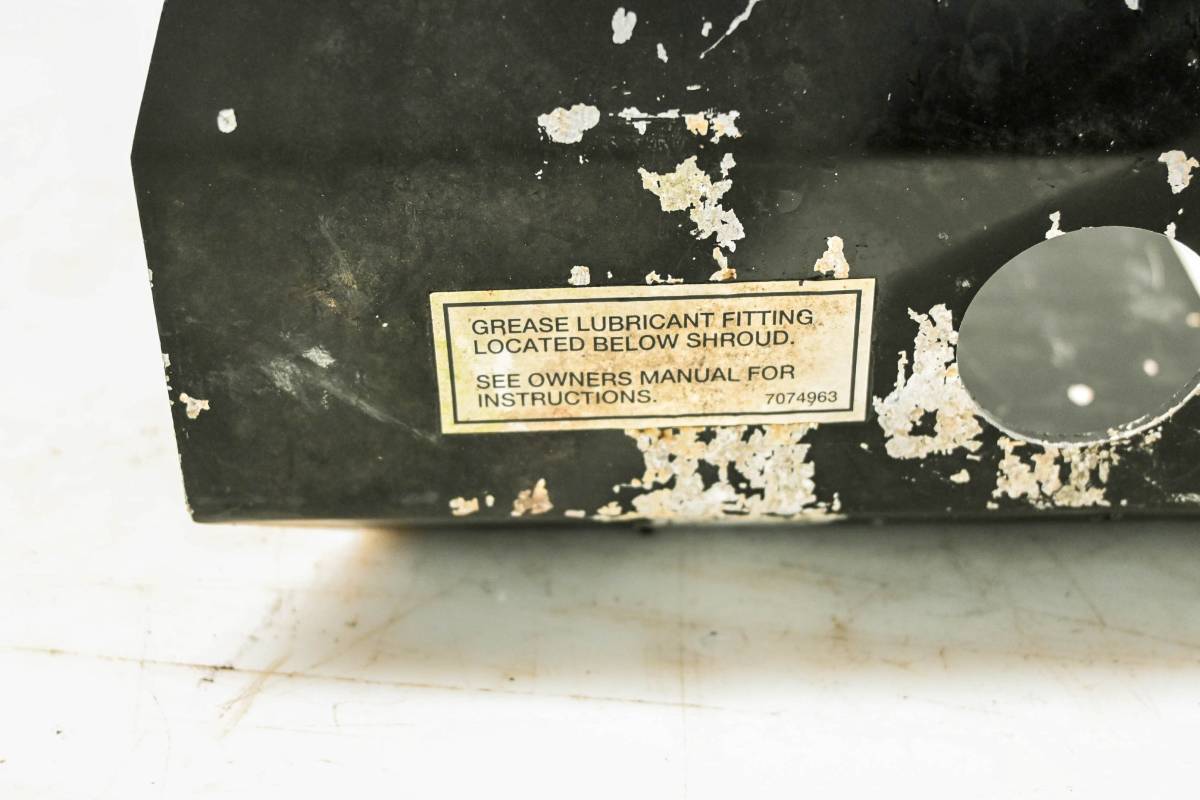 GREASE LUBRICANT FITTING
LOCATED BELOW SHROUD.
SEE OWNERS MANUAL FOR
INSTRUCTIONS. 7074963